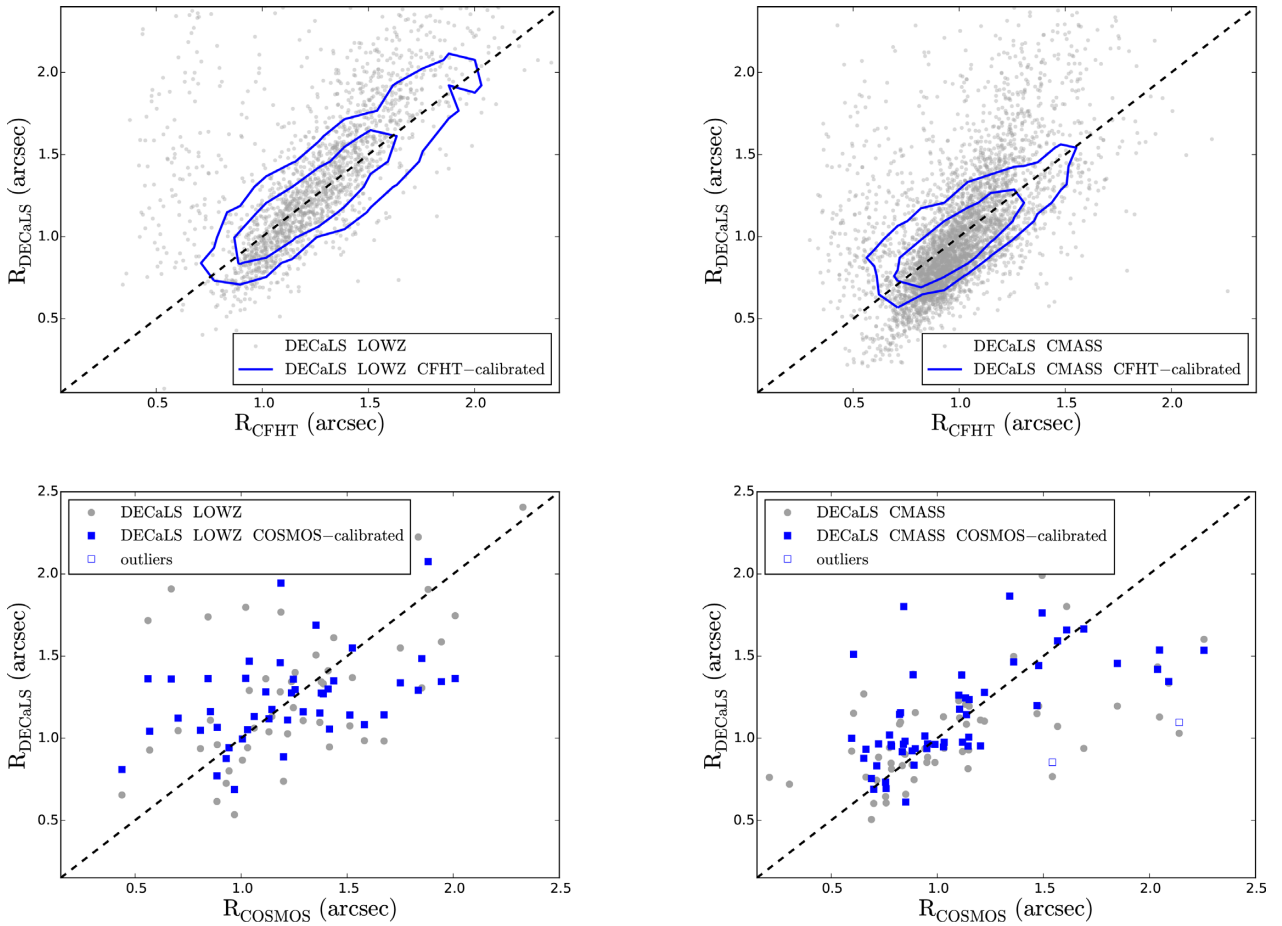 2.0
1.5
1.0
0.5
R_DECaLS (arcsec)
DECaLS LOWZ
DECaLS LOWZ CFHT−calibrated
0.5 1.0 1.5 2.0
R_CFHT (arcsec)
2.0
1.5
1.0
0.5
R_DECaLS (arcsec)
DECaLS CMASS
DECaLS CMASS CFHT−calibrated
0.5 1.0 1.5 2.0
R_CFHT (arcsec)
2.5
2.0
1.5
1.0
0.5
R_DECaLS (arcsec)
DECaLS LOWZ
DECaLS LOWZ COSMOS−calibrated
outliers
0.5 1.0 1.5 2.0 2.5
R_COSMOS (arcsec)
2.5
2.0
1.5
1.0
0.5
R_DECaLS (arcsec)
DECaLS CMASS
DECaLS CMASS COSMOS−calibrated
outliers
0.5 1.0 1.5 2.0 2.5
R_COSMOS (arcsec)